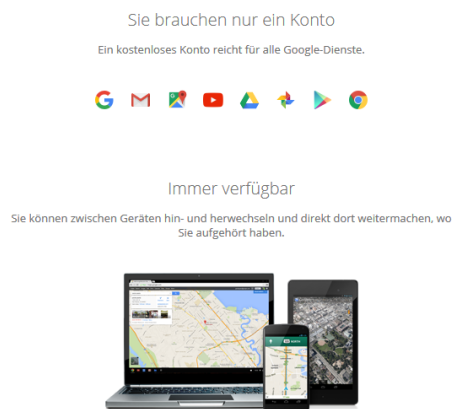 Sie brauchen nur ein Konto
Ein kostenloses Konto reicht für alle Google-Dienste.
Immer verfügbar
Sie können zwischen Geräten hin- und herwechseln und direkt dort weitermachen, wo
Sie aufgehört haben.